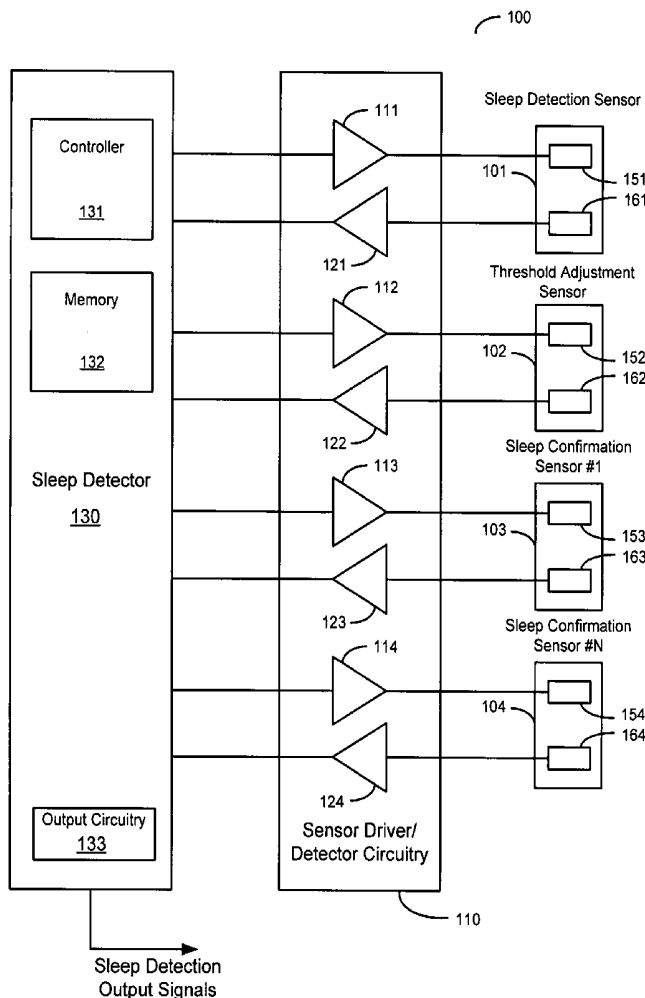 100
Sleep Detection Sensor
111
Controller
131
101
151
161
121
Threshold Adjustment
Sensor
112
Memory
132
102
152
162
122
Sleep Confirmation
Sensor #1
113
Sleep Detector
130
103
153
163
123
Sleep Confirmation
Sensor #N
114
104
154
164
124
Output Circuitry
133
Sensor Driver/
Detector Circuitry
110
Sleep Detection
Output Signals